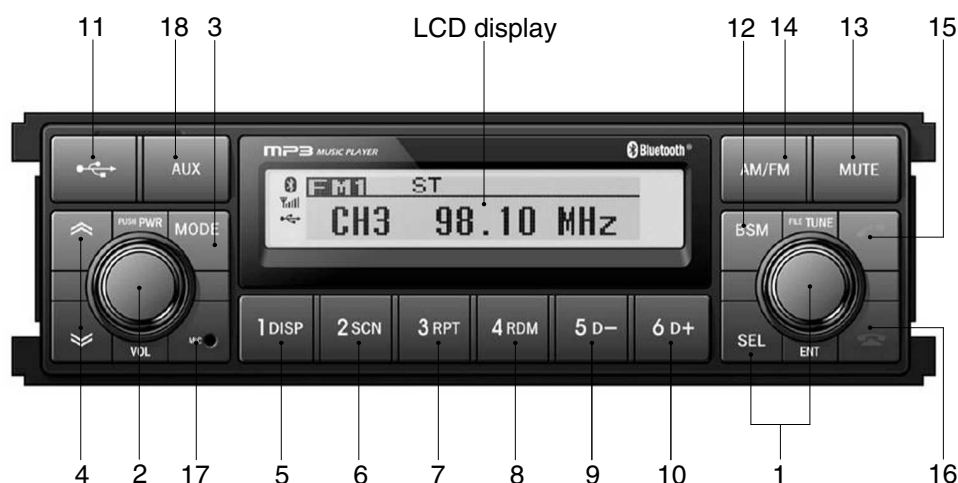 11 18 3 LCD display 12 14 13 15
MP3 MUSIC PLAYER Bluetooth®
AUX AM/FM MUTE
FM1 ST
CH3 98.10 MHz
PUSH PWR MODE BSM FILE TUNE
1 DISP 2 SCN 3 RPT 4 RDM 5 D− 6 D+
VOL MIC SEL ENT
4 2 17 5 6 7 8 9 10 1 16